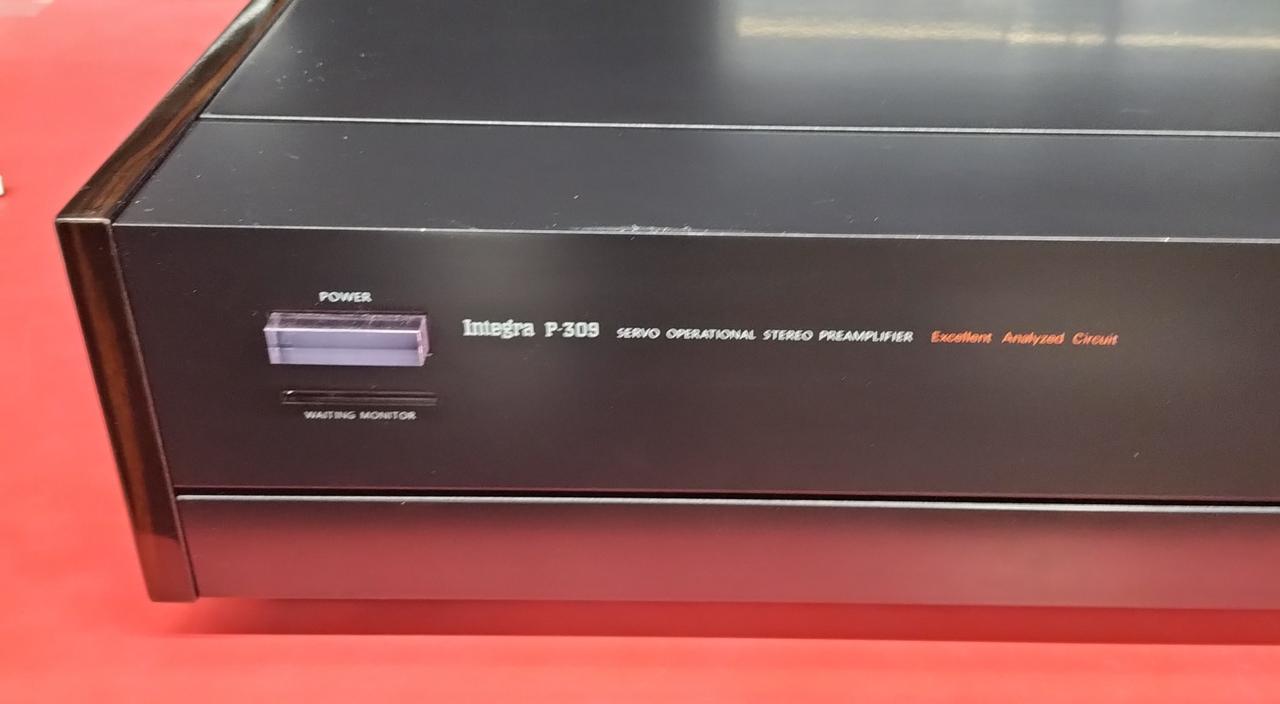 POWER
Integra P-309 SERVO OPERATIONAL STEREO PREAMPLIFIER Excellent Analyzed Circuit
WAITING MONITOR